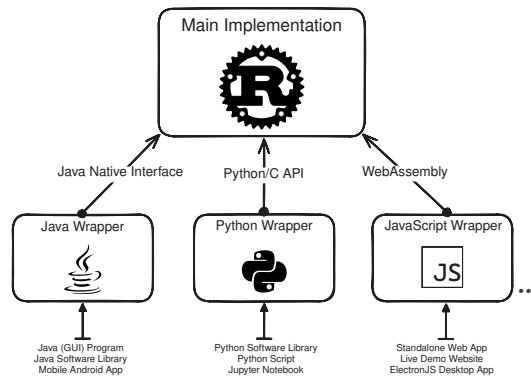 Main Implementation
R
Java Native Interface
Python/C API
WebAssembly
Java Wrapper
Python Wrapper
JavaScript Wrapper
JS
...
Java (GUI) Program
Java Software Library
Mobile Android App
Python Software Library
Python Script
Jupyter Notebook
Standalone Web App
Live Demo Website
ElectronJS Desktop App